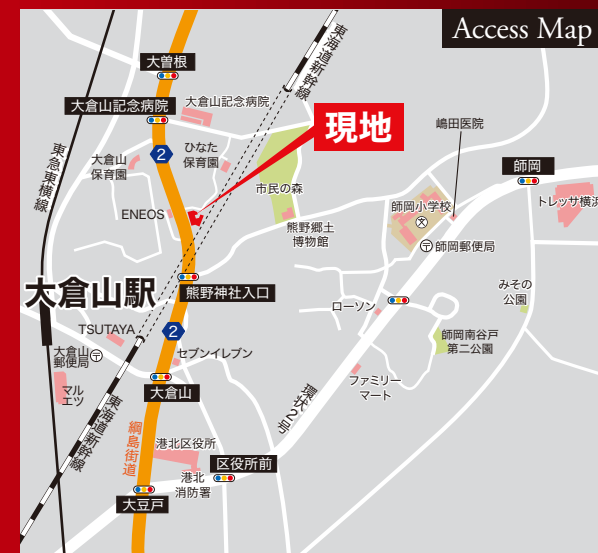 Access Map
大曽根
東海道新幹線
大倉山記念病院
大倉山記念病院
現地
嶋田医院
東急東横線
2
大倉山
保育園
ひなた
保育園
師岡
市民の森
ENEOS
師岡小学校
文
トレッサ横浜
熊野郷土
博物館
〒師岡郵便局
大倉山駅
熊野神社入口
みその
公園
ローソン
TSUTAYA
2
大倉山
郵便局〒
セブンイレブン
師岡南谷戸
第二公園
マル
エツ
大倉山
ファミリー
マート
東海道新幹線
綱島街道
環状2号
港北区役所
区役所前
港北
消防署
大豆戸